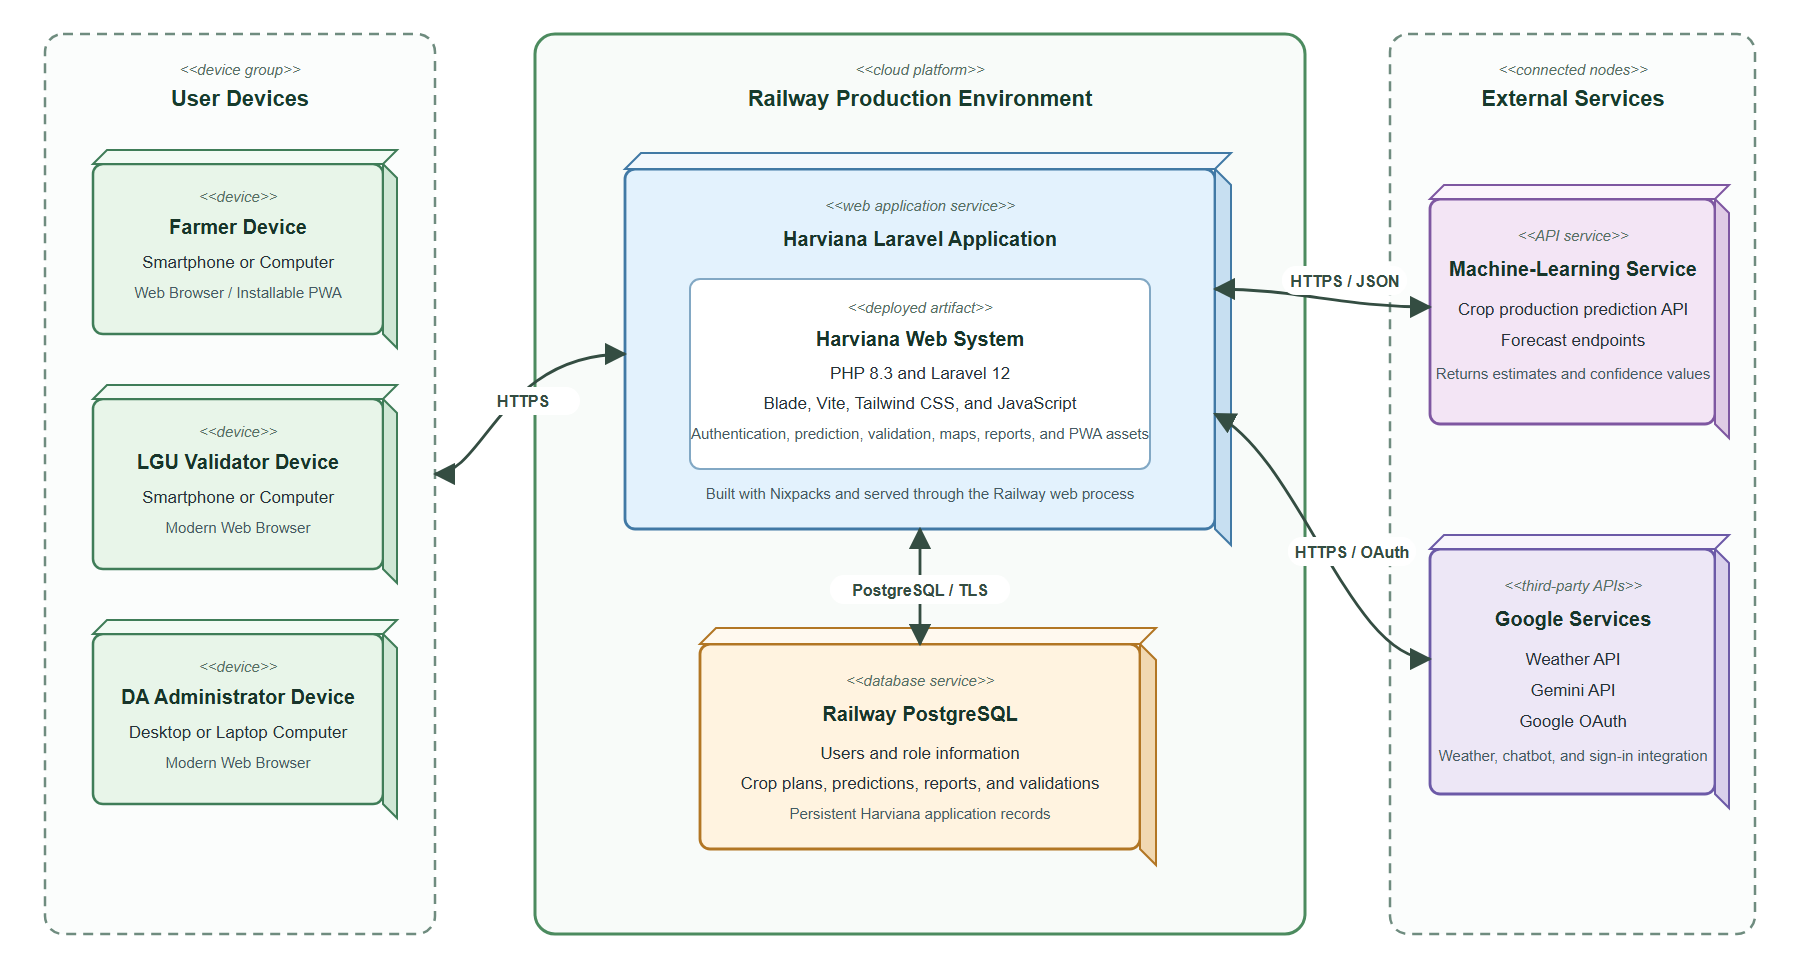 <<device group>>
User Devices
<<device>>
Farmer Device
Smartphone or Computer
Web Browser / Installable PWA
<<device>>
LGU Validator Device
Smartphone or Computer
Modern Web Browser
<<device>>
DA Administrator Device
Desktop or Laptop Computer
Modern Web Browser
HTTPS
<<cloud platform>>
Railway Production Environment
<<web application service>>
Harviana Laravel Application
<<deployed artifact>>
Harviana Web System
PHP 8.3 and Laravel 12
Blade, Vite, Tailwind CSS, and JavaScript
Authentication, prediction, validation, maps, reports, and PWA assets
Built with Nixpacks and served through the Railway web process
PostgreSQL / TLS
<<database service>>
Railway PostgreSQL
Users and role information
Crop plans, predictions, reports, and validations
Persistent Harviana application records
HTTPS / JSON
HTTPS / OAuth
<<connected nodes>>
External Services
<<API service>>
Machine-Learning Service
Crop production prediction API
Forecast endpoints
Returns estimates and confidence values
<<third-party APIs>>
Google Services
Weather API
Gemini API
Google OAuth
Weather, chatbot, and sign-in integration